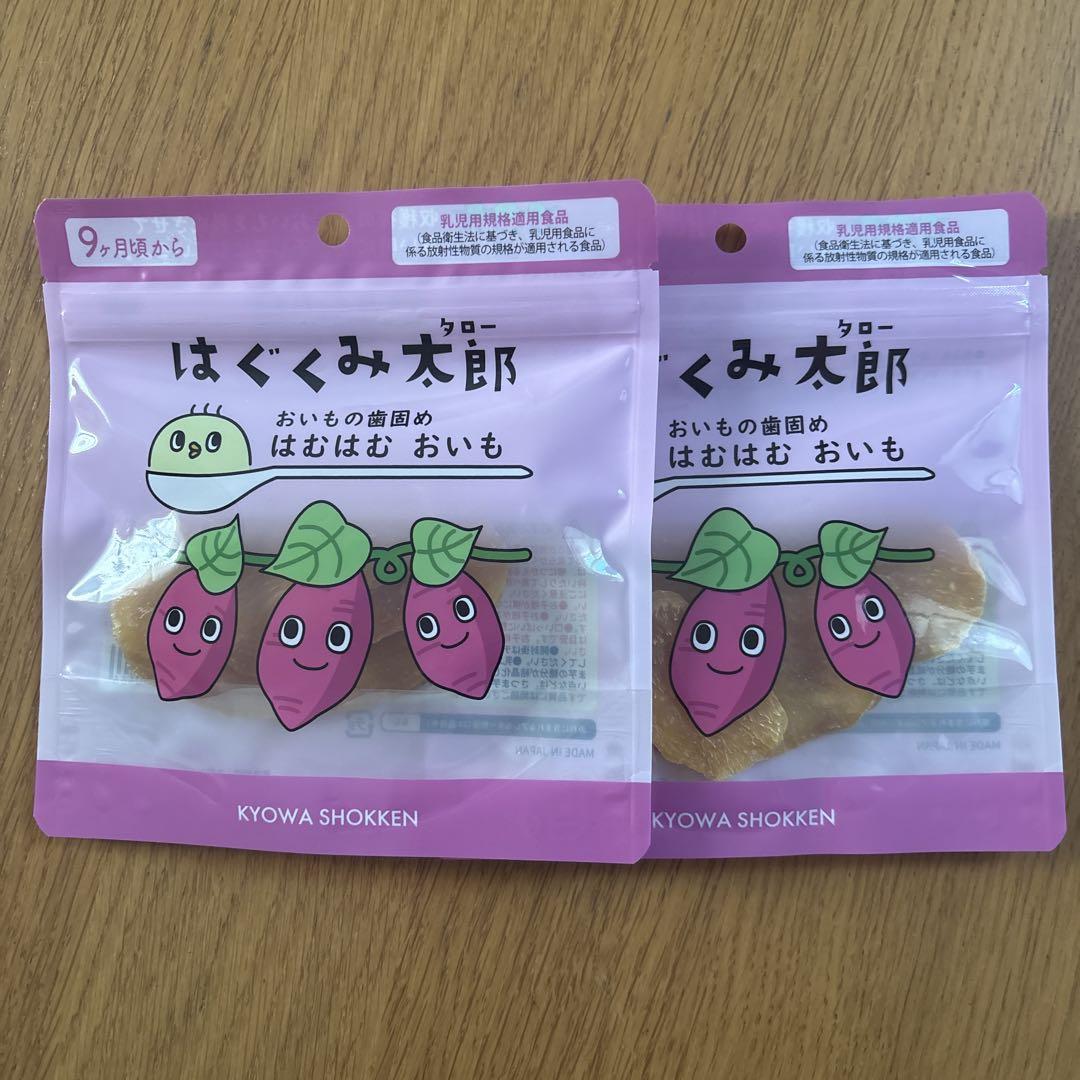 9ヶ月頃から
乳児用規格適用食品
(食品衛生法に基づき、乳児用食品に
係る放射性物質の規格が適用される食品)
はぐくみ太郎
タロー
おいもの歯固め
はむはむ おいも
MADE IN JAPAN
KYOWA SHOKKEN
乳児用規格適用食品
(食品衛生法に基づき、乳児用食品に
係る放射性物質の規格が適用される食品)
ぐくみ太郎
タロー
おいもの歯固め
はむはむ おいも
MADE IN JAPAN
KYOWA SHOKKEN